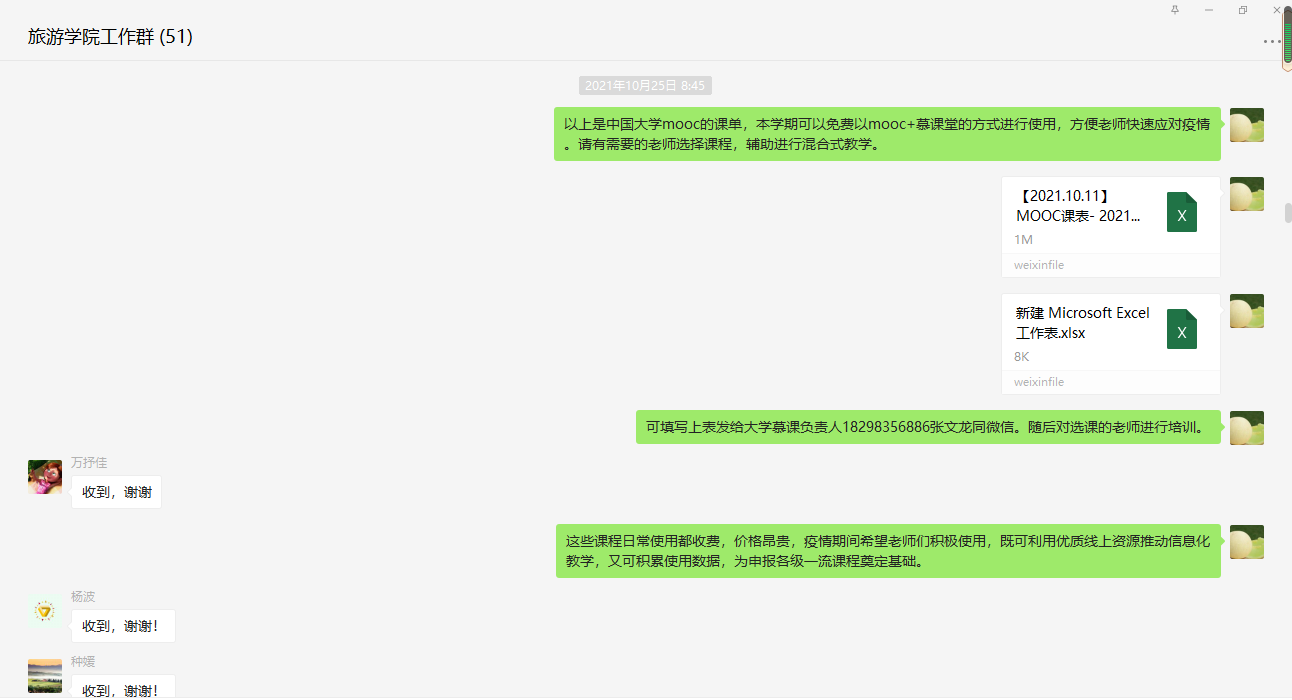 旅游学院工作群 (51)
2021年10月25日 8:45
以上是中国大学mooc的课单，本学期可以免费以mooc+慕课堂的方式进行使用，方便老师快速应对疫情
。请有需要的老师选择课程，辅助进行混合式教学。
【2021.10.11】
MOOC课表- 2021...
X
1M
weixinfile
新建 Microsoft Excel
工作表.xlsx
X
8K
weixinfile
可填写上表发给大学慕课负责人18298356886张文龙同微信。随后对选课的老师进行培训。
万抒佳
收到，谢谢
这些课程日常使用都收费，价格昂贵，疫情期间希望老师们积极使用，既可利用优质线上资源推动信息化
教学，又可积累使用数据，为申报各级一流课程奠定基础。
杨波
收到，谢谢！
种媛
收到，谢谢！